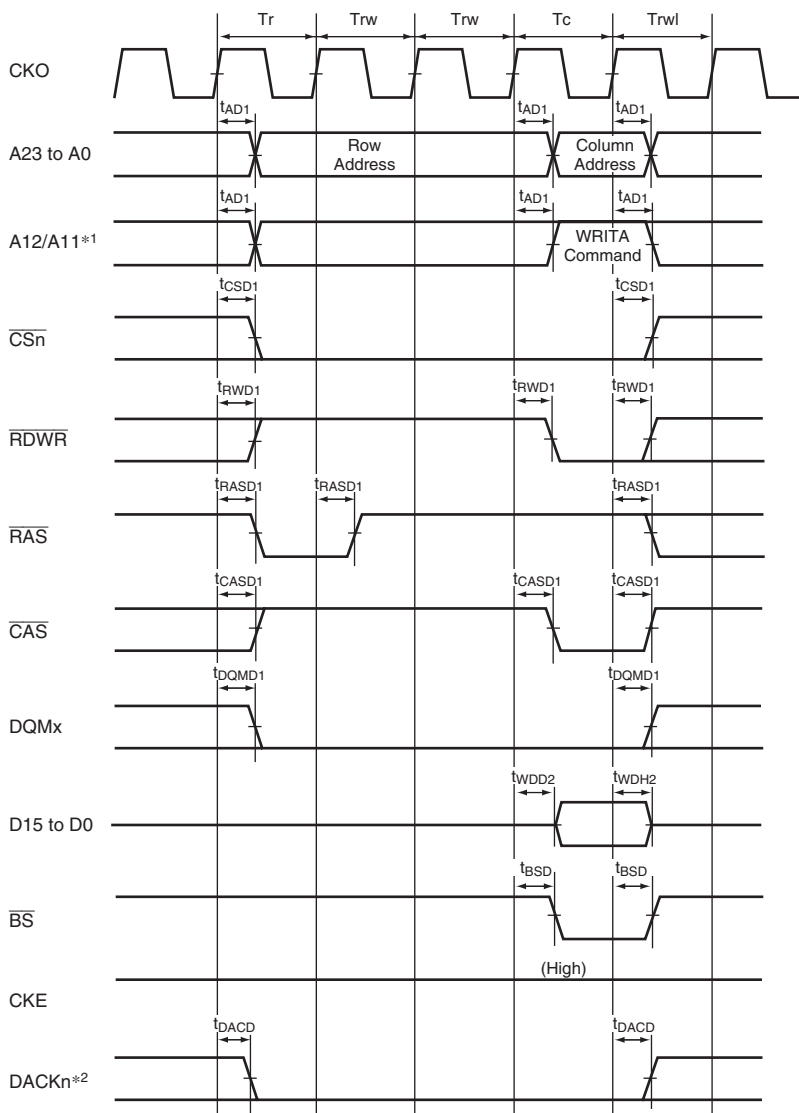 Tr Trw Trw Tc Trwl
CKO
tAD1 tAD1 tAD1
A23 to A0
Row
Address
Column
Address
tAD1 tAD1 tAD1
A12/A11*1
WRITA
Command
tCSD1 tCSD1
CSn
tRWD1 tRWD1 tRWD1
RDWR
tRASD1 tRASD1 tRASD1
RAS
tCASD1 tCASD1 tCASD1
CAS
tDQMD1 tDQMD1
DQMx
tWDD2 tWDH2
D15 to D0
tBSD tBSD
BS
(High)
CKE
tDACD tDACD
DACKn*2